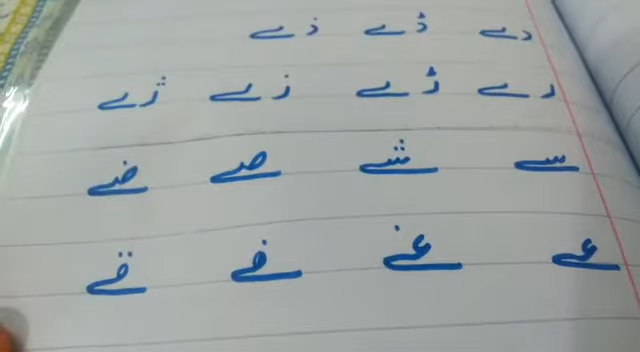 دے ڈے ذے
رے ڑے زے ژے
سے شے صے ضے
عے غے فے قے